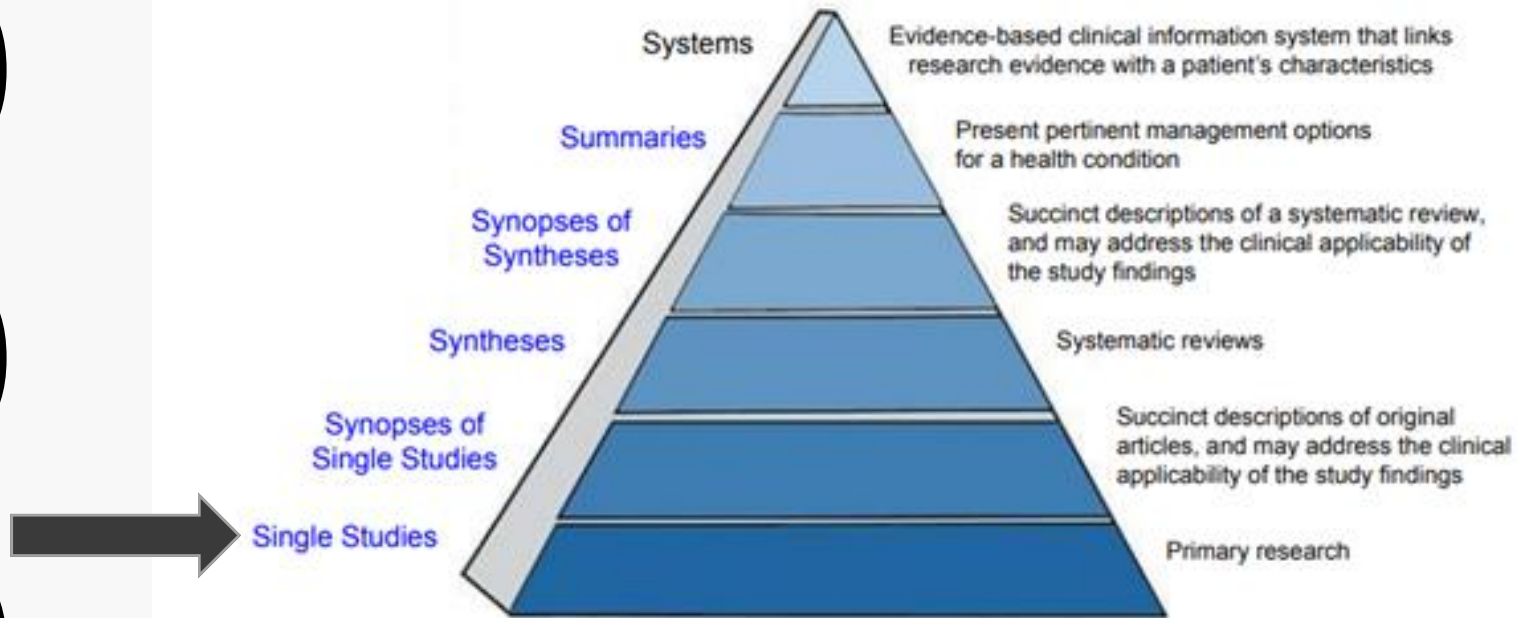 Systems
Evidence-based clinical information system that links
research evidence with a patient's characteristics
Summaries
Present pertinent management options
for a health condition
Synopses of
Syntheses
Succinct descriptions of a systematic review,
and may address the clinical applicability of
the study findings
Syntheses
Systematic reviews
Synopses of
Single Studies
Succinct descriptions of original
articles, and may address the clinical
applicability of the study findings
Single Studies
Primary research